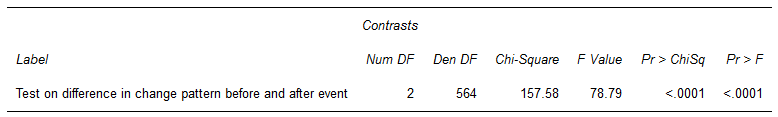 Contrasts
Label Num DF Den DF Chi-Square F Value Pr > ChiSq Pr > F
Test on difference in change pattern before and after event 2 564 157.58 78.79 <.0001 <.0001